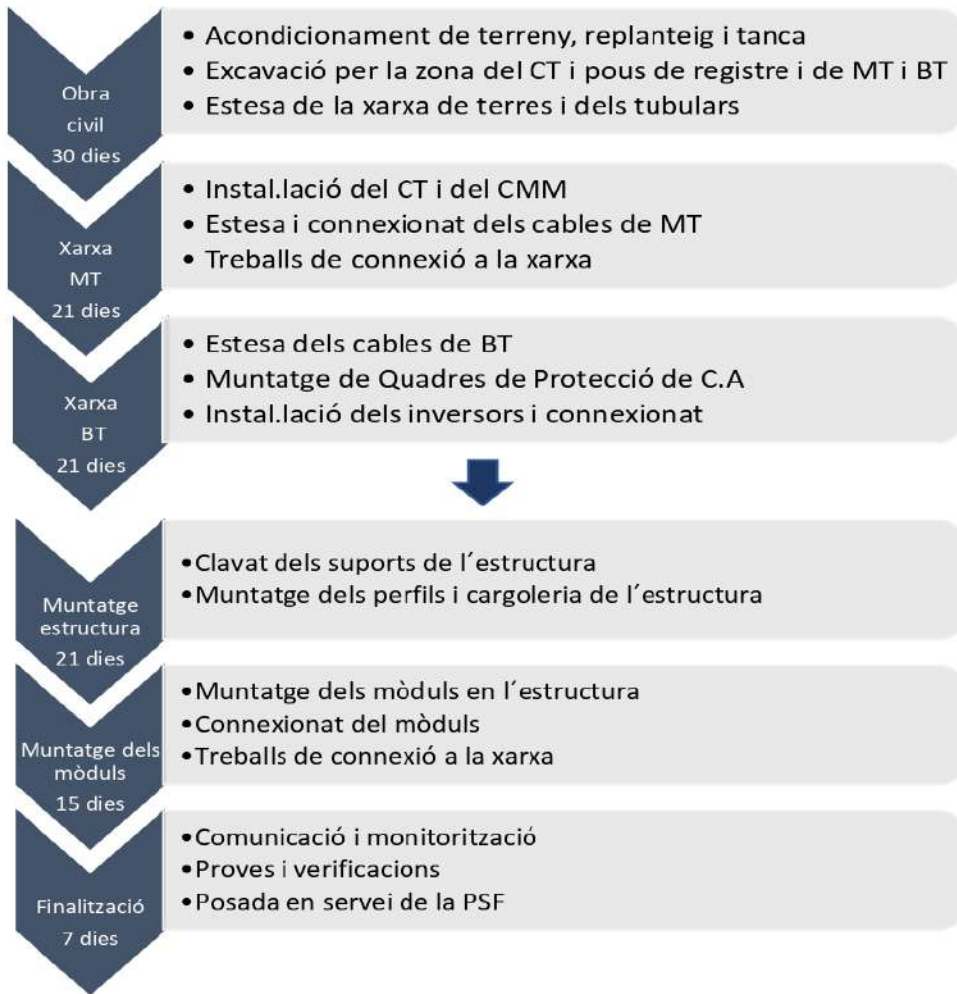 Obra
civil
30 dies
• Acondicionament de terreny, replanteig i tanca
• Excavació per la zona del CT i pous de registre i de MT i BT
• Estesa de la xarxa de terres i dels tubulars
Xarxa
MT
21 dies
• Instal.lació del CT i del CMM
• Estesa i connexionat dels cables de MT
• Treballs de connexió a la xarxa
Xarxa
BT
21 dies
• Estesa dels cables de BT
• Muntatge de Quadres de Protecció de C.A
• Instal.lació dels inversors i connexionat
Muntatge
estructura
21 dies
•Clavat dels suports de l´estructura
•Muntatge dels perfils i cargoleria de l´estructura
Muntatge dels
mòduls
15 dies
•Muntatge dels mòduls en l´estructura
•Connexionat del mòduls
•Treballs de connexió a la xarxa
Finalització
7 dies
•Comunicació i monitorització
•Proves i verificacions
•Posada en servei de la PSF